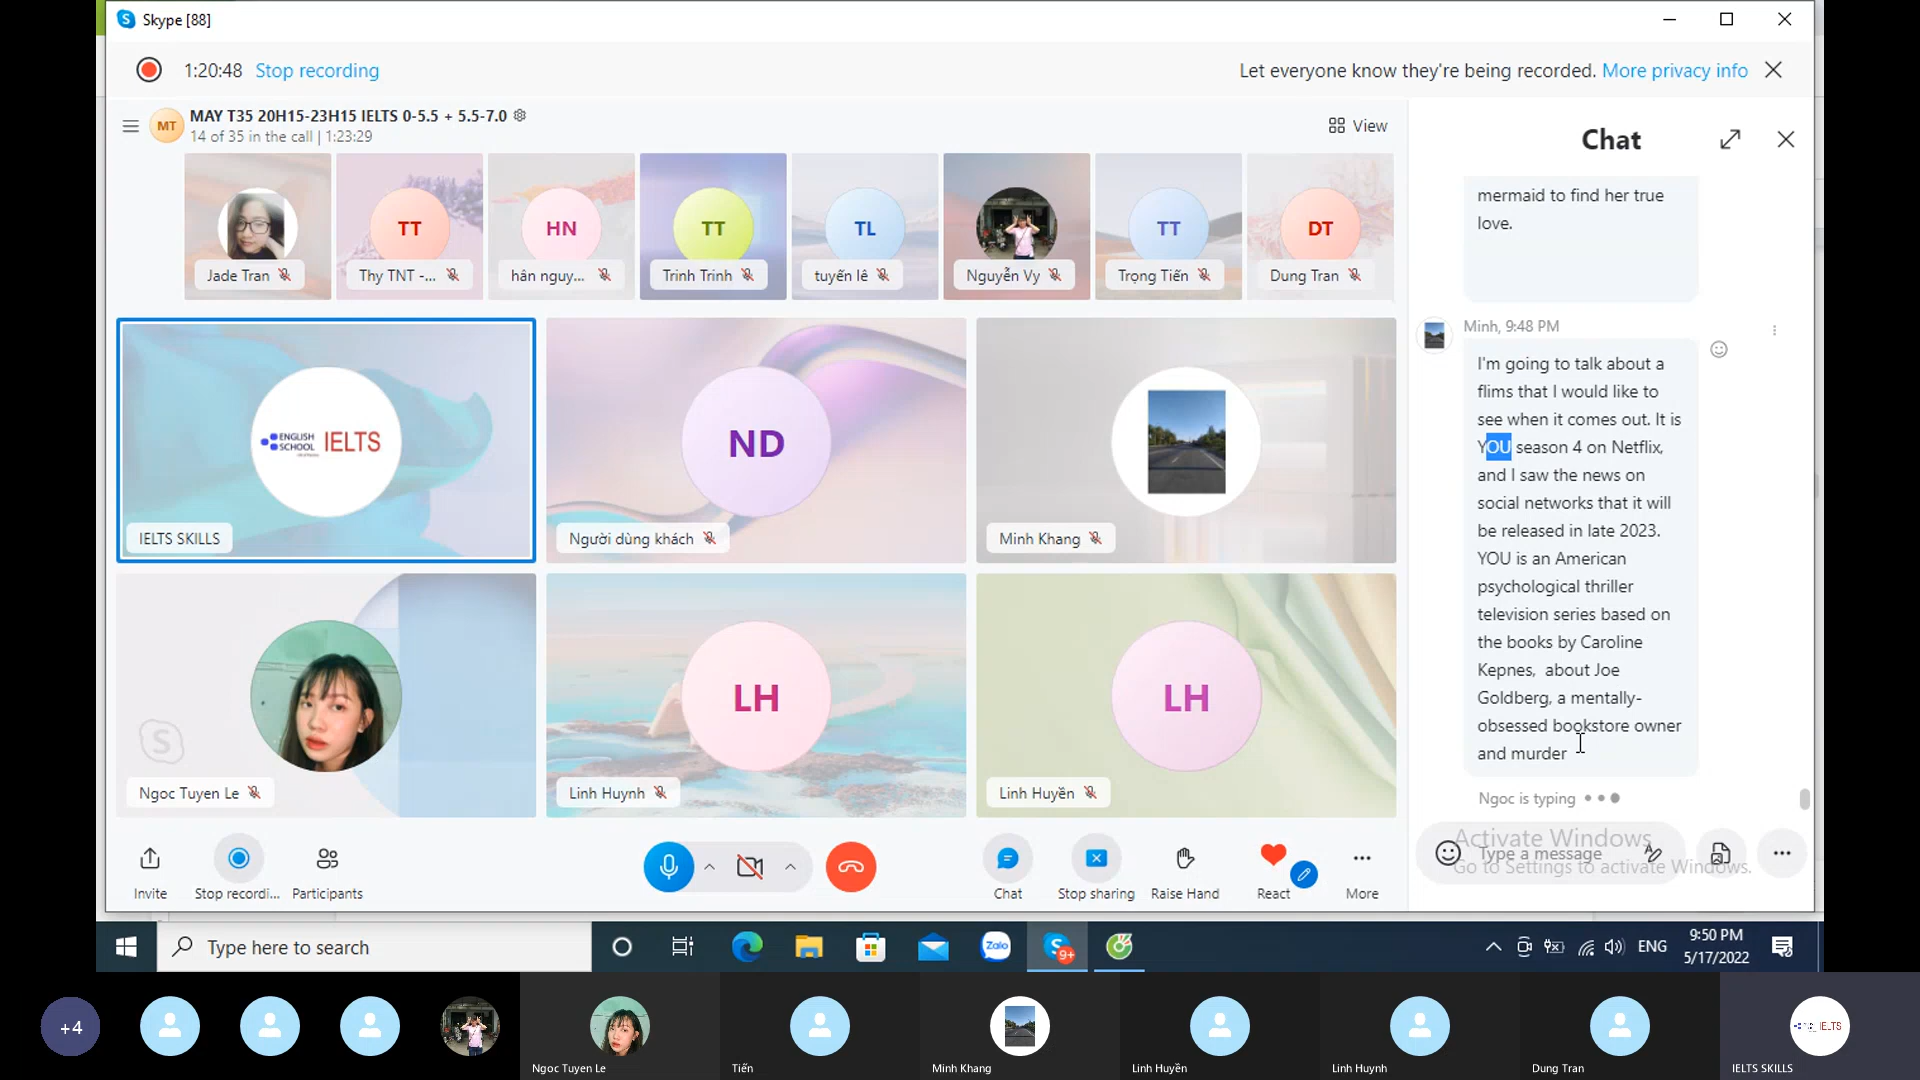 Skype [88]
1:20:48 Stop recording
Let everyone know they're being recorded. More privacy info
MT
MAY T35 20H15-23H15 IELTS 0-5.5 + 5.5-7.0
14 of 35 in the call | 1:23:29
View
Jade Tran
TT
Thy TNT -...
HN
hân nguy...
TT
Trinh Trinh
TL
tuyến lê
Nguyễn Vy
TT
Trọng Tiến
DT
Dung Tran
ENGLISH SCHOOL IELTS
IELTS SKILLS
ND
Người dùng khách
Minh Khang
Ngoc Tuyen Le
LH
Linh Huynh
LH
Linh Huyền
Invite
Stop recordi...
Participants
Chat
Stop sharing
Raise Hand
React
More
Chat
mermaid to find her true
love.
Minh, 9:48 PM
I'm going to talk about a
flims that I would like to
see when it comes out. It is
YOU season 4 on Netflix,
and I saw the news on
social networks that it will
be released in late 2023.
YOU is an American
psychological thriller
television series based on
the books by Caroline
Kepnes,  about Joe
Goldberg, a mentally-
obsessed bookstore owner
and murder
Ngoc is typing
Type a message
Activate Windows
Go to Settings to activate Windows.
Type here to search
Zalo
9+
ENG
9:50 PM
5/17/2022
+4
Ngoc Tuyen Le
Tiến
Minh Khang
Linh Huyền
Linh Huynh
Dung Tran
IELTS
IELTS SKILLS